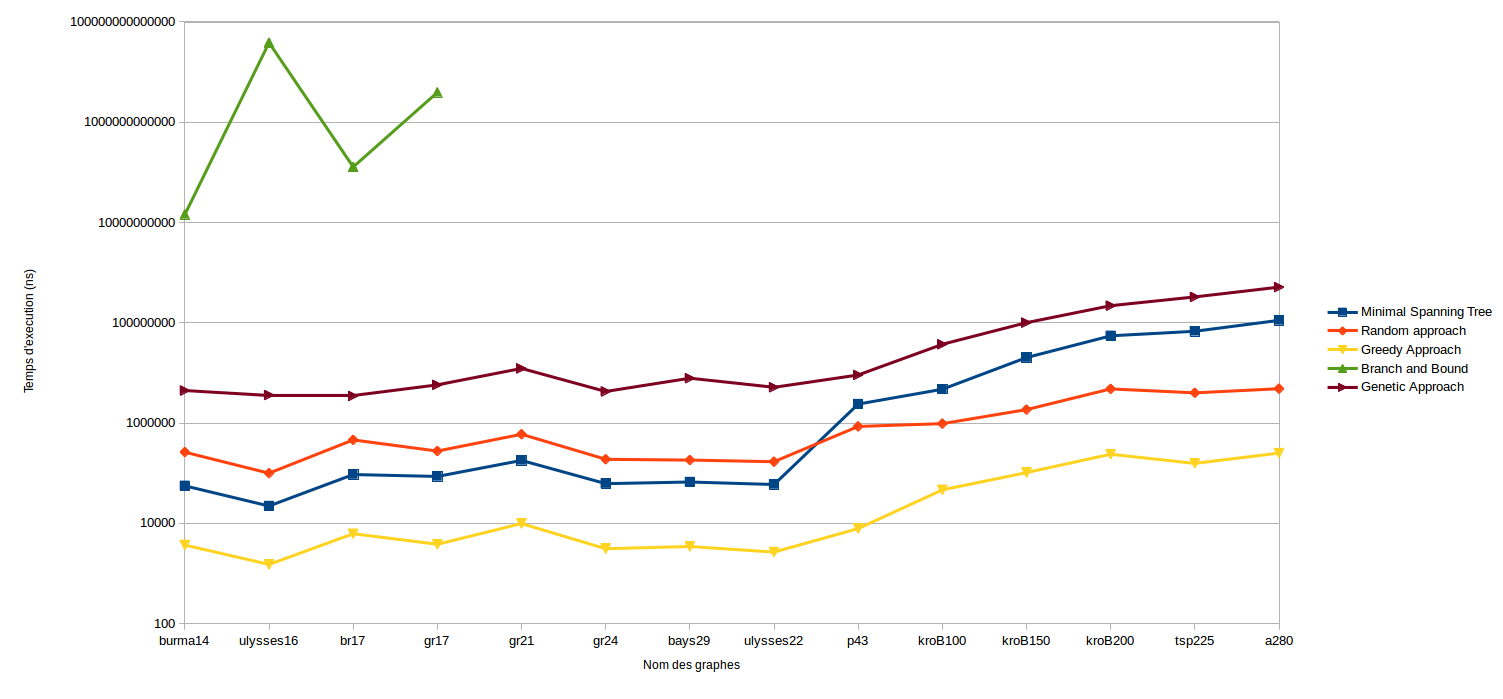 100000000000000
1000000000000
10000000000
100000000
1000000
10000
100
Temps d'execution (ns)
burma14 ulysses16 br17 gr17 gr21 gr24 bays29 ulysses22 p43 kroB100 kroB150 kroB200 tsp225 a280
Nom des graphes
Minimal Spanning Tree
Random approach
Greedy Approach
Branch and Bound
Genetic Approach